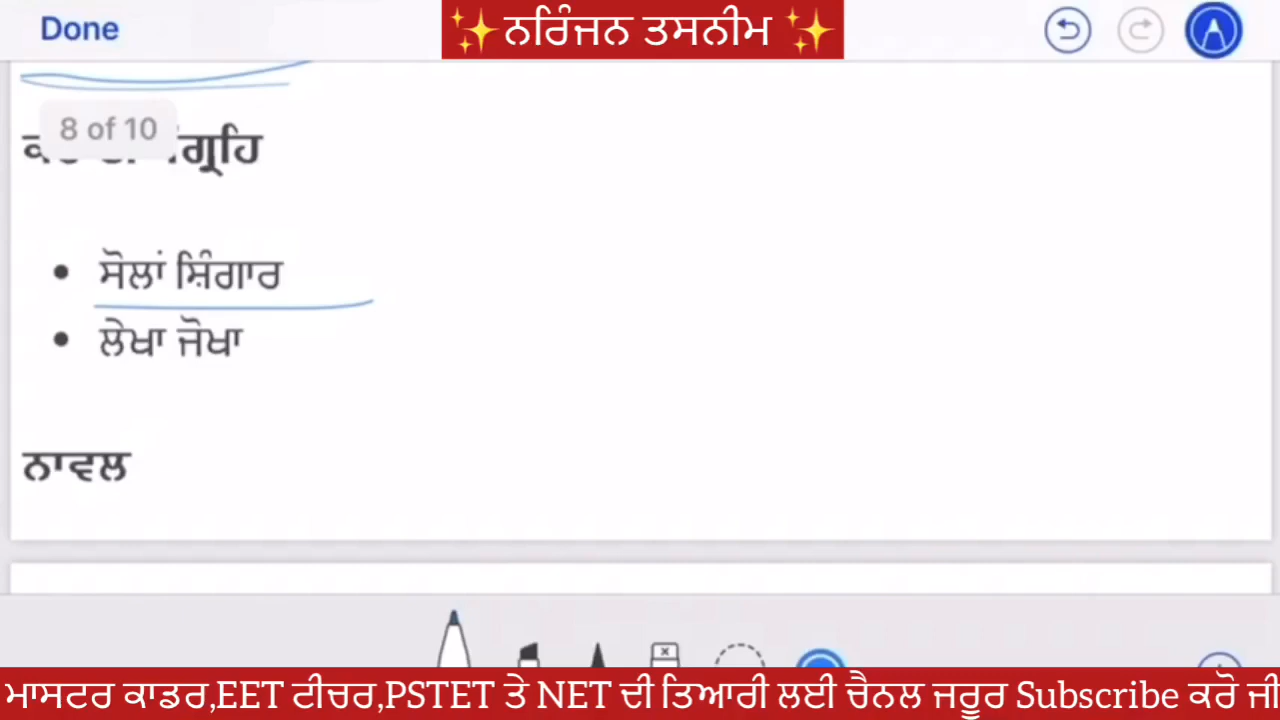 Done
✨ਨਰਿੰਜਨ ਤਸਨੀਮ ✨
8 of 10
ਸੋਲਾਂ ਸ਼ਿੰਗਾਰ
ਲੇਖਾ ਜੋਖਾ
ਨਾਵਲ
ਮਾਸਟਰ ਕਾਡਰ,EET ਟੀਚਰ,PSTET ਤੇ NET ਦੀ ਤਿਆਰੀ ਲਈ ਚੈਨਲ ਜਰੂਰ Subscribe ਕਰੋ ਜੀ